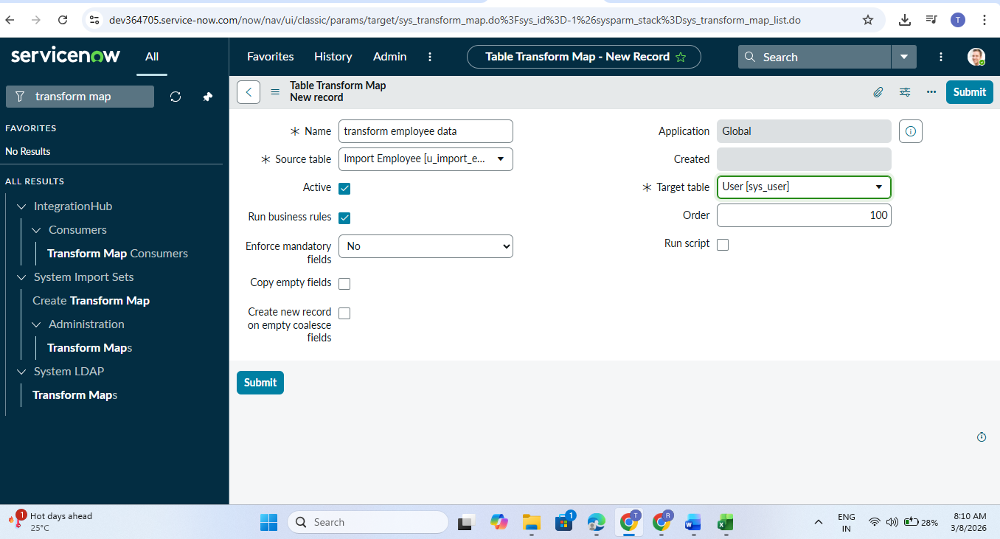 dev364705.service-now.com/now/nav/ui/classic/params/target/sys_transform_map.do%3Fsys_id%3D-1%26sysparm_stack%3Dsys_transform_map_list.do
T
servicenow
All
Favorites
History
Admin
Table Transform Map - New Record
Search
transform map
FAVORITES
No Results
ALL RESULTS
IntegrationHub
Consumers
Transform Map Consumers
System Import Sets
Create Transform Map
Administration
Transform Maps
System LDAP
Transform Maps
Table Transform Map
New record
Submit
Name
transform employee data
Application
Global
Source table
Import Employee [u_import_e...
Created
Active
Target table
User [sys_user]
Run business rules
Order
100
Enforce mandatory
fields
No
Run script
Copy empty fields
Create new record
on empty coalesce
fields
Submit
1
Hot days ahead
25°C
Search
1
T
R
ENG
IN
28%
8:10 AM
3/8/2026